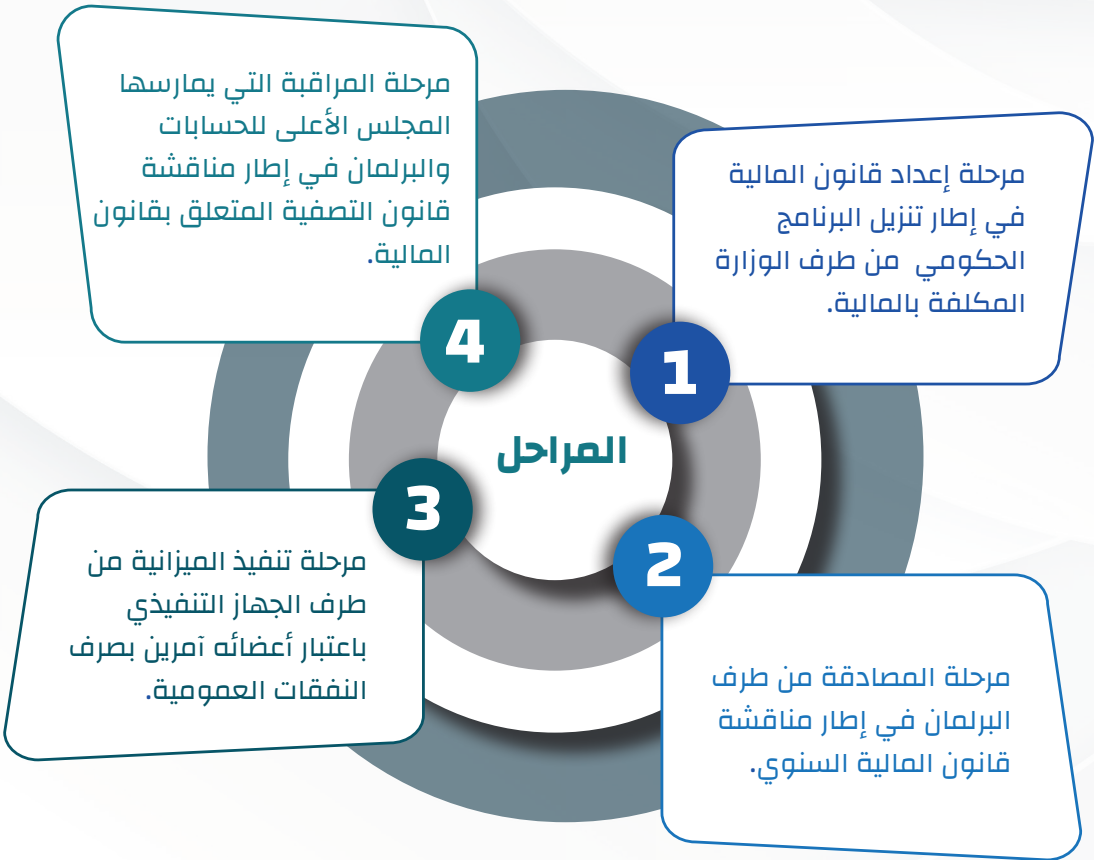 المراحل
1
مرحلة إعداد قانون المالية
في إطار تنزيل البرنامج
الحكومي من طرف الوزارة
المكلفة بالمالية.
2
مرحلة المصادقة من طرف
البرلمان في إطار مناقشة
قانون المالية السنوي.
3
مرحلة تنفيذ الميزانية من
طرف الجهاز التنفيذي
باعتبار أعضائه آمرين بصرف
النفقات العمومية.
4
مرحلة المراقبة التي يمارسها
المجلس الأعلى للحسابات
والبرلمان في إطار مناقشة
قانون التصفية المتعلق بقانون
المالية.